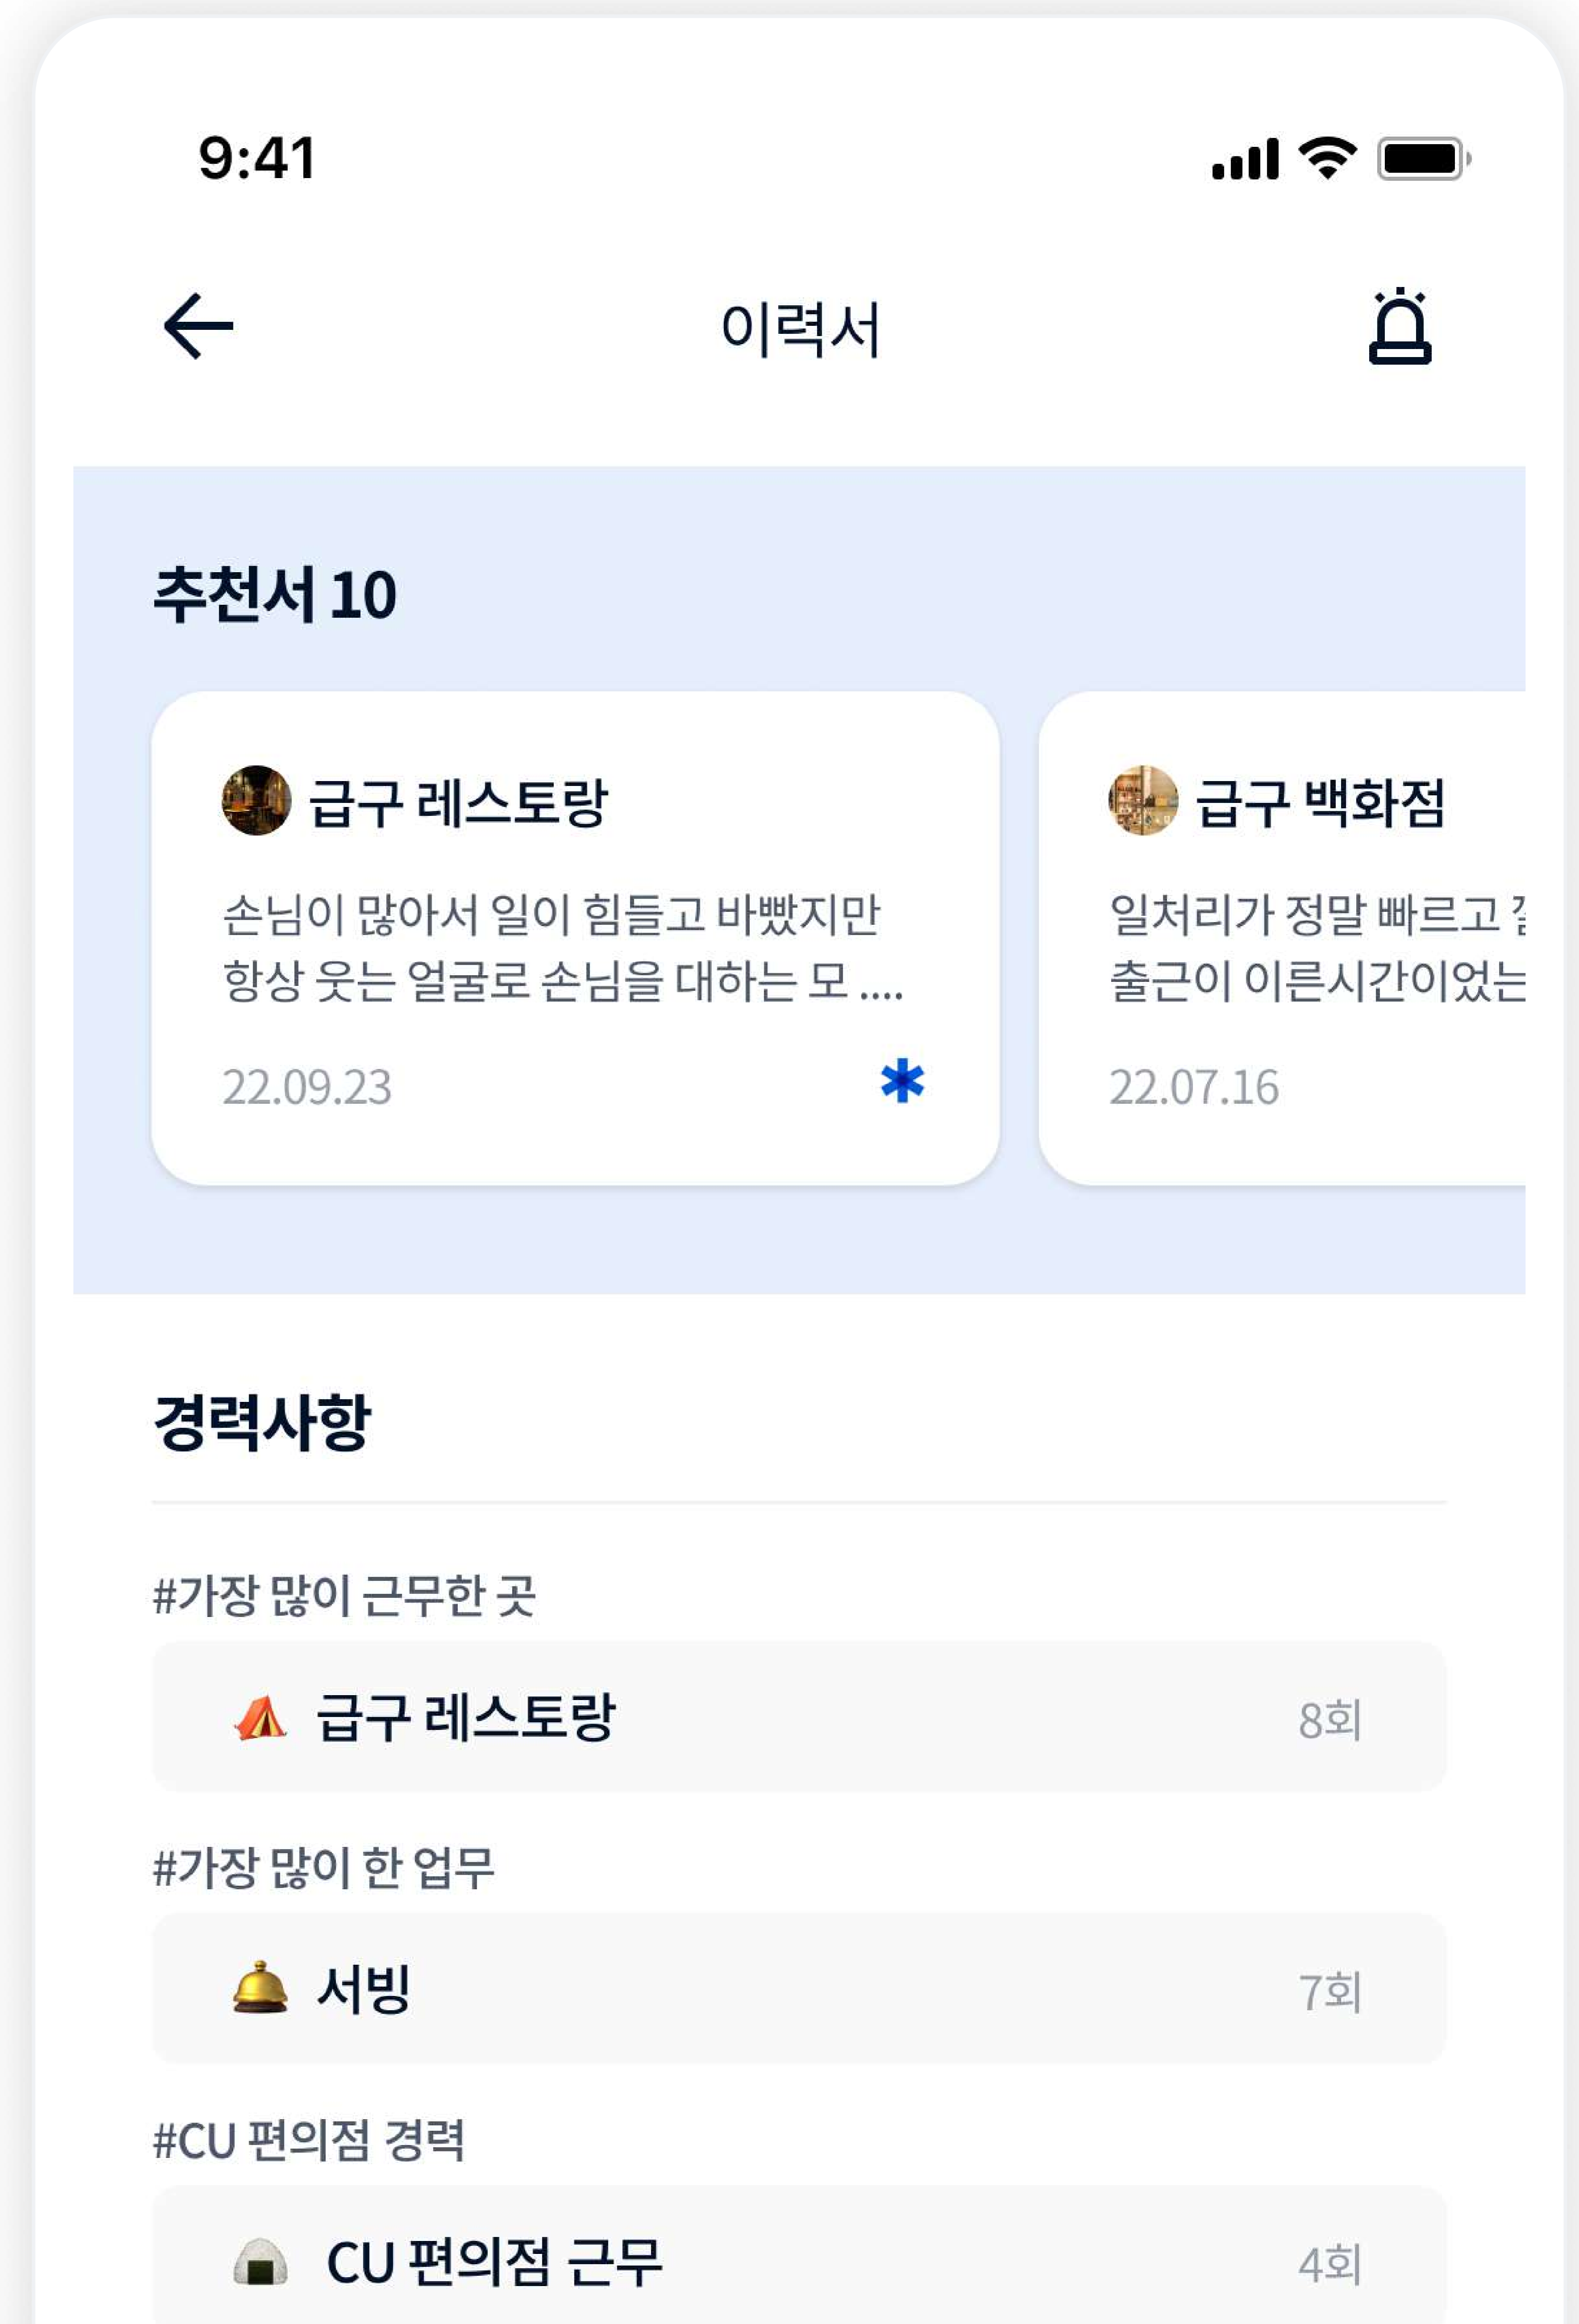 9:41
이력서
추천서 10
급구 레스토랑
손님이 많아서 일이 힘들고 바빴지만
항상 웃는 얼굴로 손님을 대하는 모 ....
22.09.23
급구 백화점
일처리가 정말 빠르고
출근이 이른시간이었는
22.07.16
경력사항
#가장 많이 근무한 곳
급구 레스토랑
8회
#가장 많이 한 업무
서빙
7회
#CU 편의점 경력
CU 편의점 근무
4회